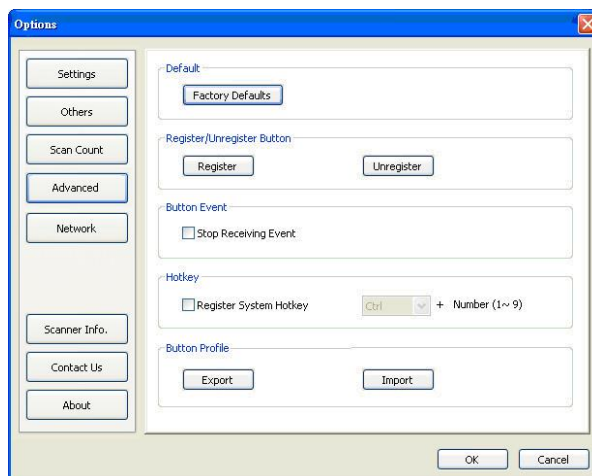 Options
Settings
Others
Scan Count
Advanced
Network
Scanner Info.
Contact Us
About
Default
Factory Defaults
Register/Unregister Button
Register Unregister
Button Event
Stop Receiving Event
Hotkey
Register System Hotkey Ctrl + Number (1~ 9)
Button Profile
Export Import
OK Cancel